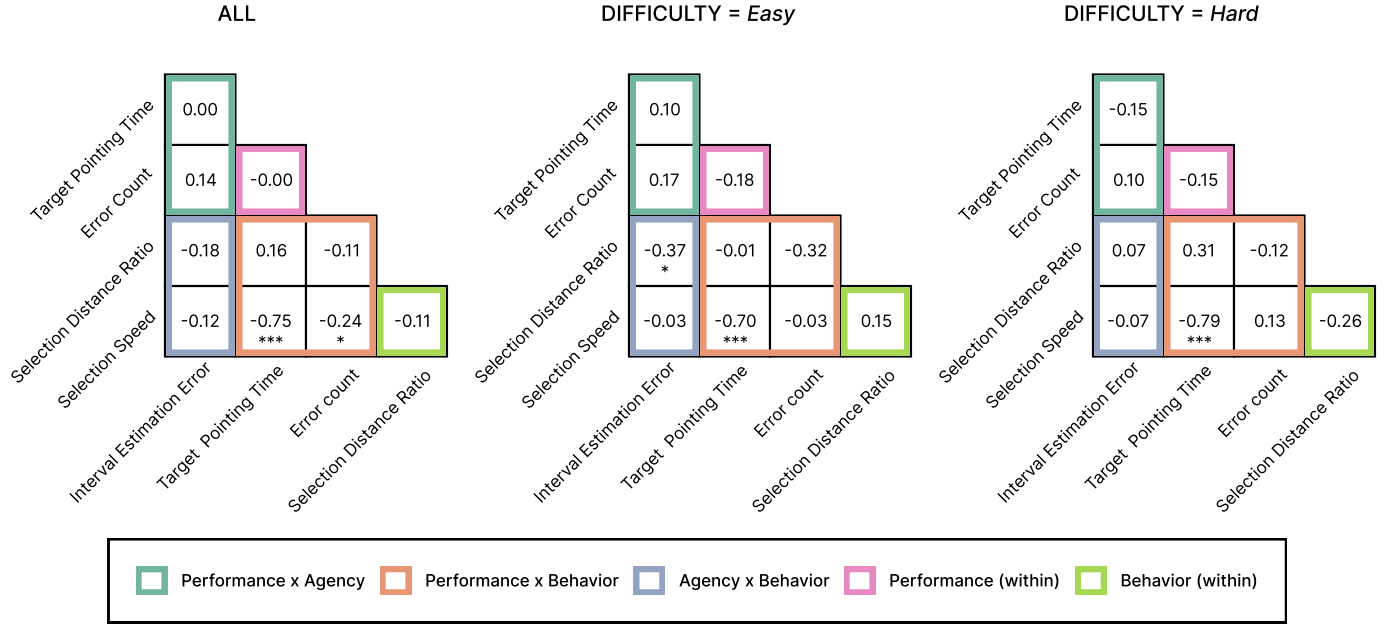 ALL
DIFFICULTY = Easy
DIFFICULTY = Hard
Target Pointing Time
0.00
Error Count
0.14
-0.00
Selection Distance Ratio
-0.18
0.16
-0.11
Selection Speed
-0.12
-0.75
***
-0.24
*
-0.11
Interval Estimation Error
Target Pointing Time
Error count
Selection Distance Ratio
Target Pointing Time
0.10
Error Count
0.17
-0.18
Selection Distance Ratio
-0.37
*
-0.01
-0.32
Selection Speed
-0.03
-0.70
***
-0.03
0.15
Interval Estimation Error
Target Pointing Time
Error count
Selection Distance Ratio
Target Pointing Time
-0.15
Error Count
0.10
-0.15
Selection Distance Ratio
0.07
0.31
-0.12
Selection Speed
-0.07
-0.79
***
0.13
-0.26
Interval Estimation Error
Target Pointing Time
Error count
Selection Distance Ratio
Performance x Agency
Performance x Behavior
Agency x Behavior
Performance (within)
Behavior (within)